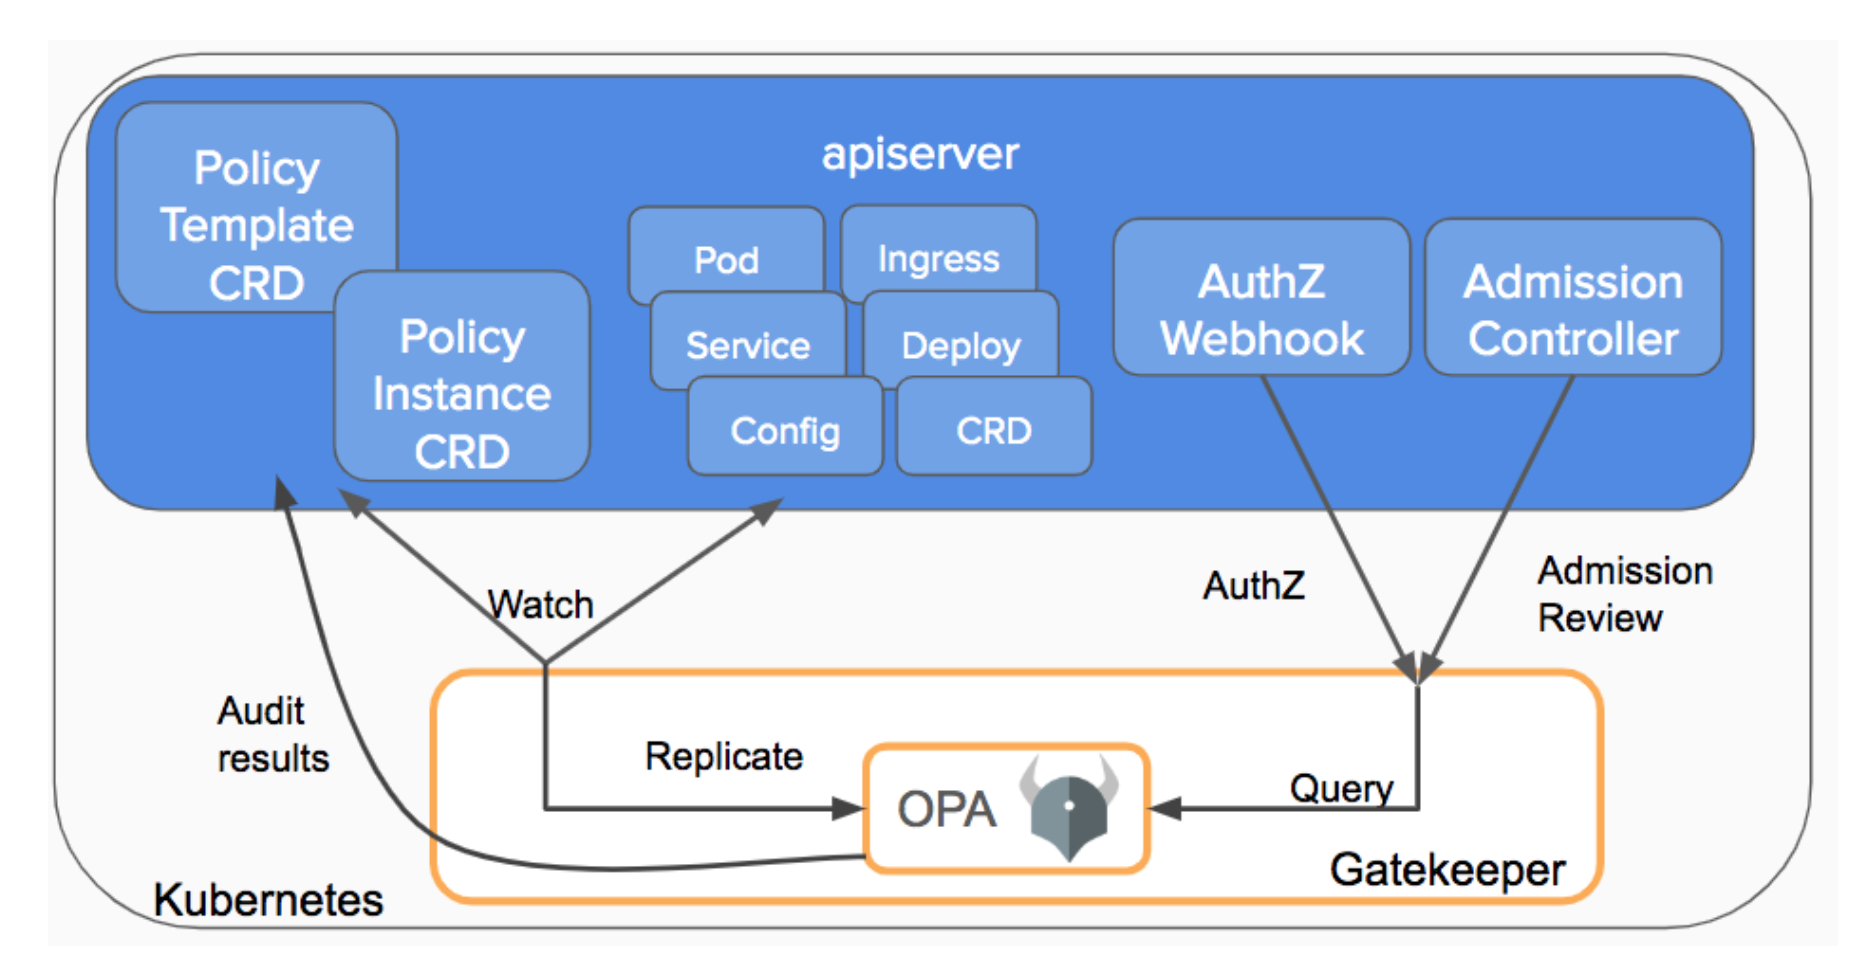 apiserver
Policy
Template
CRD
Policy
Instance
CRD
Pod
Ingress
Service
Deploy
Config
CRD
AuthZ
Webhook
Admission
Controller
Watch
AuthZ
Admission
Review
Audit
results
Replicate
OPA
Query
Gatekeeper
Kubernetes